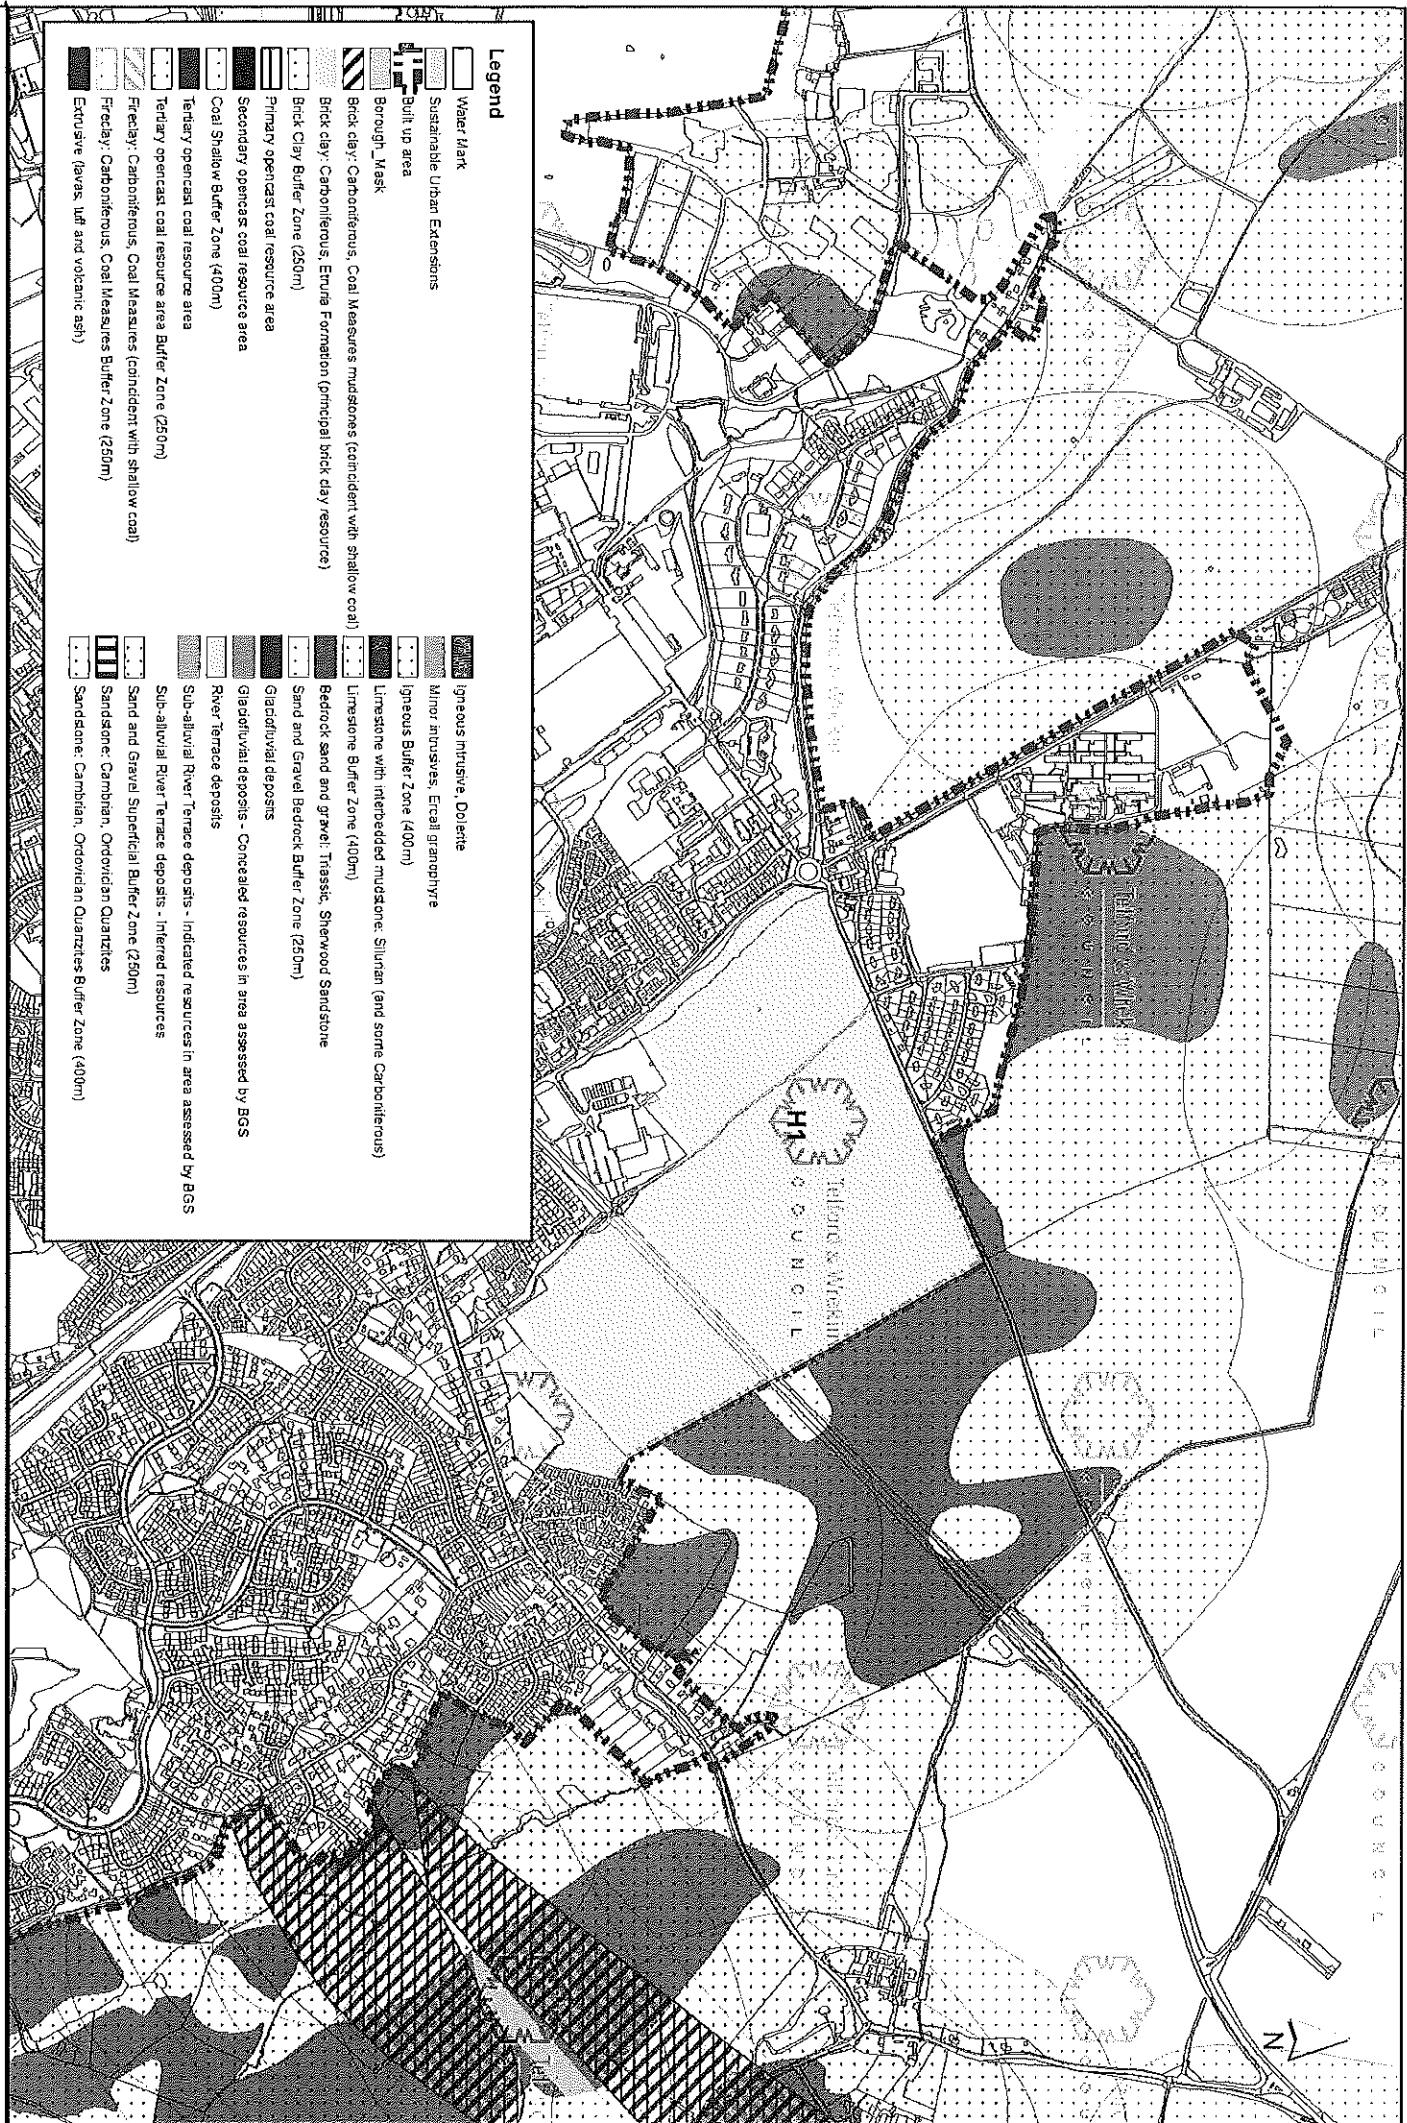 Legend
Water Mark
Sustainable Urban Extensions
Built up area
Borough_Mask
Brick clay: Carboniferous, Coal Measures mudstones (coincident with shallow coal)
Brick clay: Carboniferous, Etruria Formation (principal brick clay resource)
Brick Clay Buffer Zone (250m)
Primary opencast coal resource area
Secondary opencast coal resource area
Coal Shallow Buffer Zone (400m)
Tertiary opencast coal resource area
Tertiary opencast coal resource area Buffer Zone (250m)
Fireclay: Carboniferous, Coal Measures (coincident with shallow coal)
Fireclay: Carboniferous, Coal Measures Buffer Zone (250m)
Extrusive (lavas, tuff and volcanic ash)
Igneous intrusive, Dolerite
Minor intrusives, Ercall granophyre
Igneous Buffer Zone (400m)
Limestone with interbedded mudstone: Silurian (and some Carboniferous)
Limestone Buffer Zone (400m)
Bedrock sand and gravel: Triassic, Sherwood Sandstone
Sand and Gravel Bedrock Buffer Zone (250m)
Glaciofluvial deposits
Glaciofluvial deposits - Concealed resources in area assessed by BGS
River Terrace deposits
Sub-alluvial River Terrace deposits - Indicated resources in area assessed by BGS
Sub-alluvial River Terrace deposits - Inferred resources
Sand and Gravel Superficial Buffer Zone (250m)
Sandstone: Cambrian, Ordovician Quartzites
Sandstone: Cambrian, Ordovician Quartzites Buffer Zone (400m)
H1
Telford & Wrekin
COUNCIL
Telford & Wrekin
COUNCIL
N